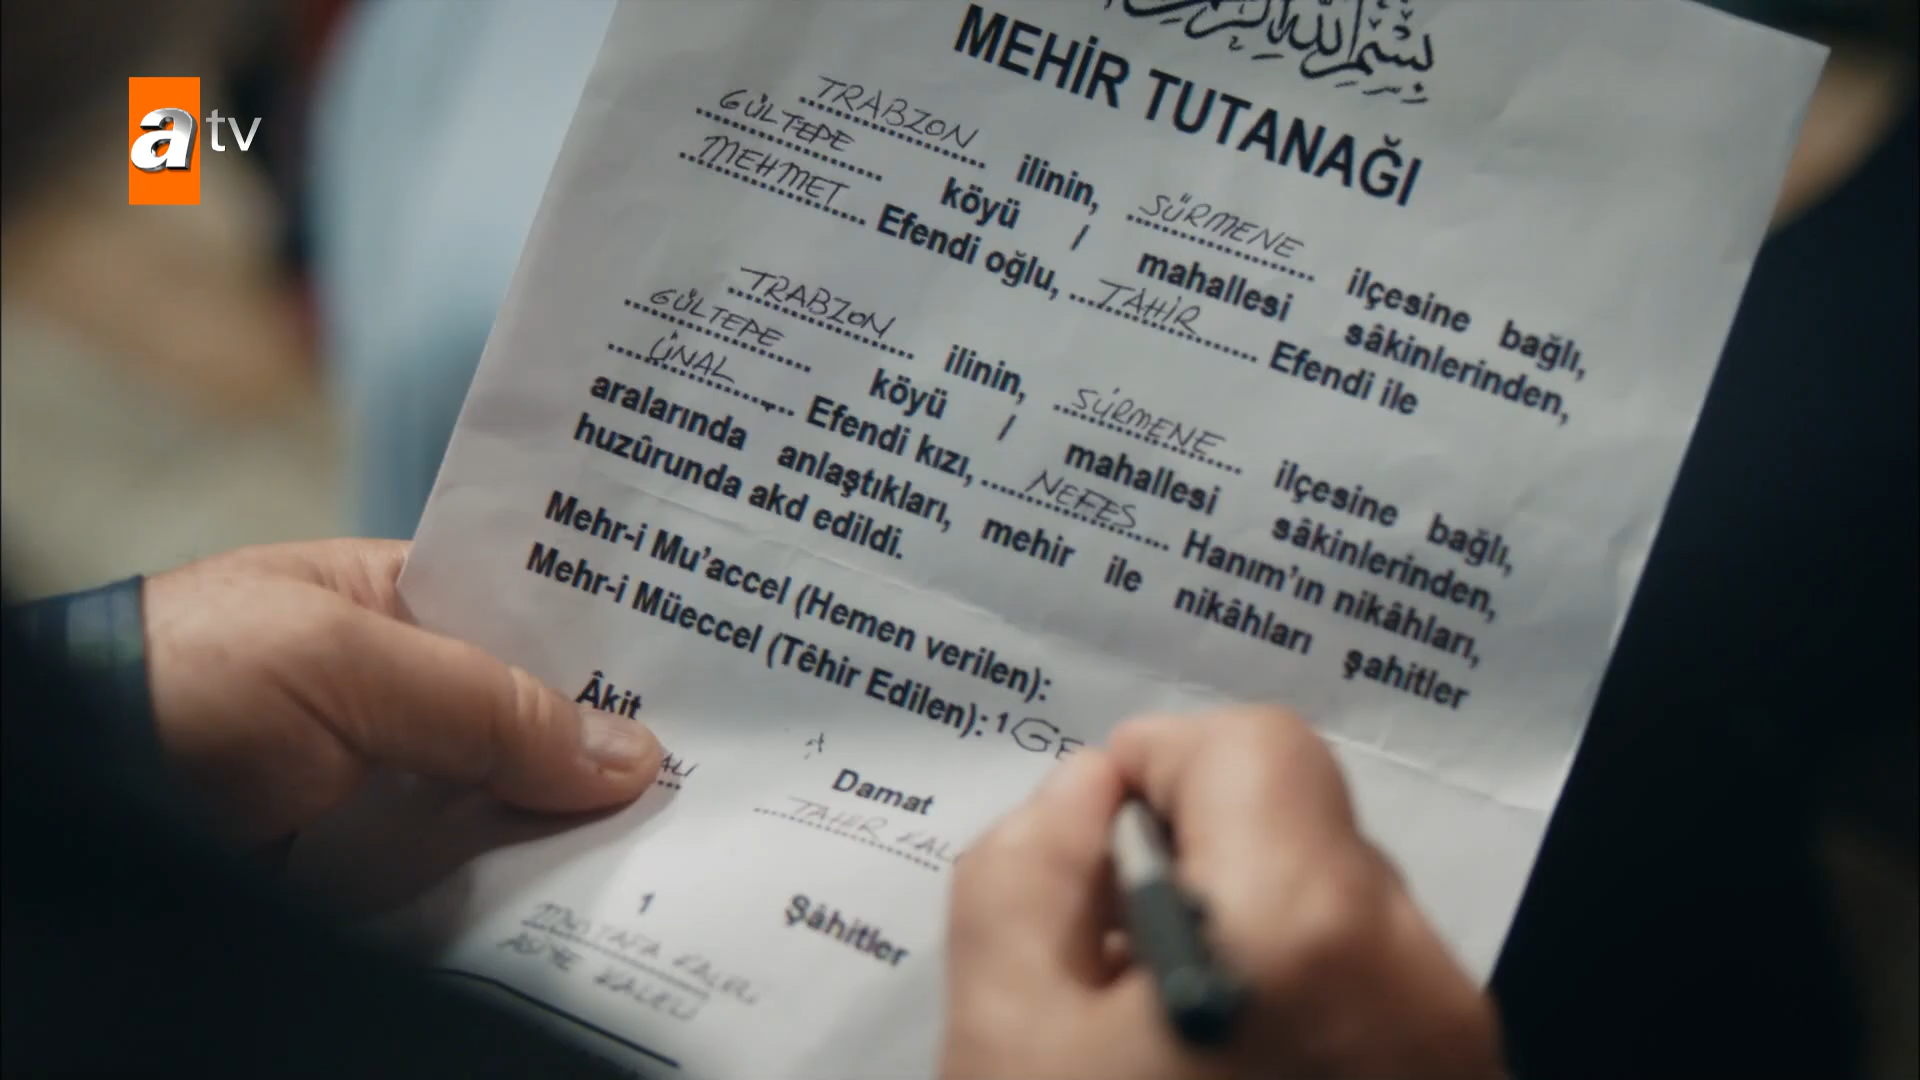 atv
بسم الله الرحمن الرحيم
MEHİR TUTANAĞI
TRABZON ilinin, SÜRMENE ilçesine bağlı,
GÜLTEPE köyü / mahallesi sâkinlerinden,
MEHMET Efendi oğlu, TAHİR Efendi ile
TRABZON ilinin, SÜRMENE ilçesine bağlı,
GÜLTEPE köyü / mahallesi sâkinlerinden,
ÜNAL Efendi kızı, NEFES Hanım'ın nikâhları,
aralarında anlaştıkları, mehir ile nikâhları şahitler
huzûrunda akd edildi.
Mehr-i Mu'accel (Hemen verilen):
Mehr-i Müeccel (Têhir Edilen): 1 GE
Âkit Damat
TAHİR KAL
1 Şâhitler
MUSTAFA KALELİ
ASİYE KALELİ